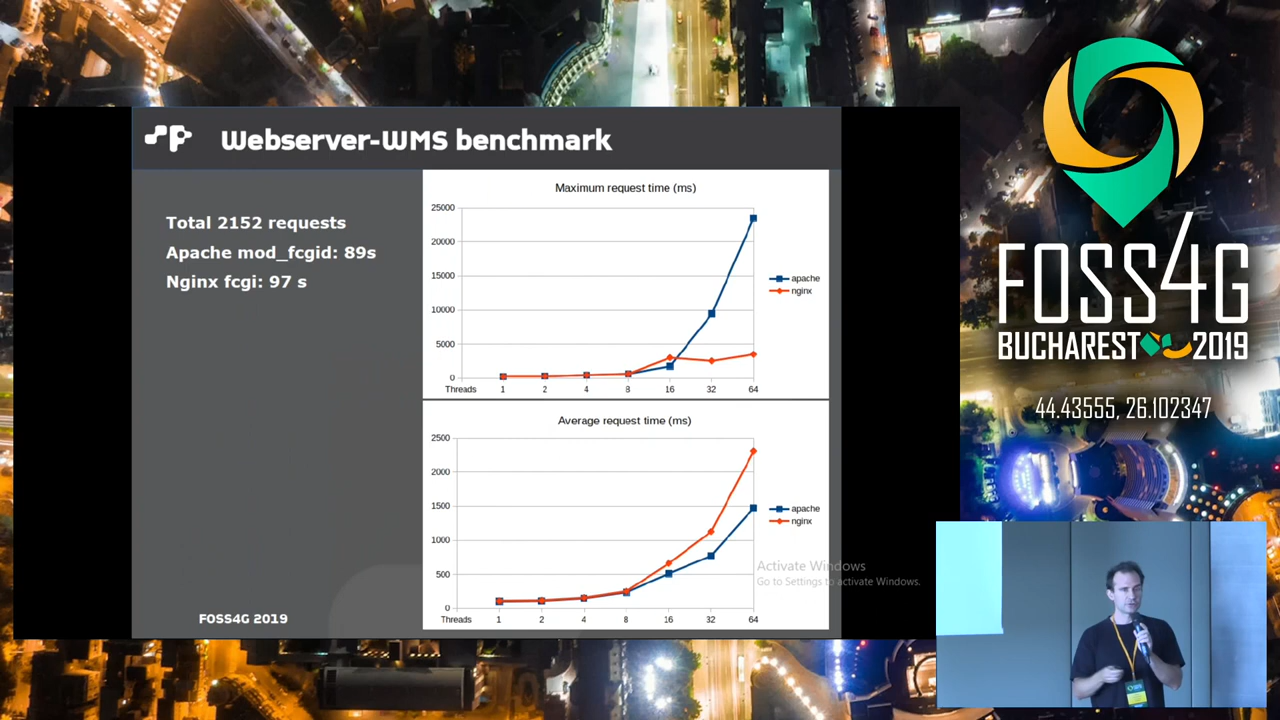 Webserver-WMS benchmark
Total 2152 requests
Apache mod_fcgid: 89s
Nginx fcgi: 97 s
Maximum request time (ms)
25000
20000
15000
10000
5000
0
Threads 1 2 4 8 16 32 64
apache
nginx
Average request time (ms)
2500
2000
1500
1000
500
0
Threads 1 2 4 8 16 32 64
apache
nginx
Activate Windows
Go to Settings to activate Windows.
FOSS4G 2019
FOSS4G
BUCHAREST 2019
44.43555, 26.102347